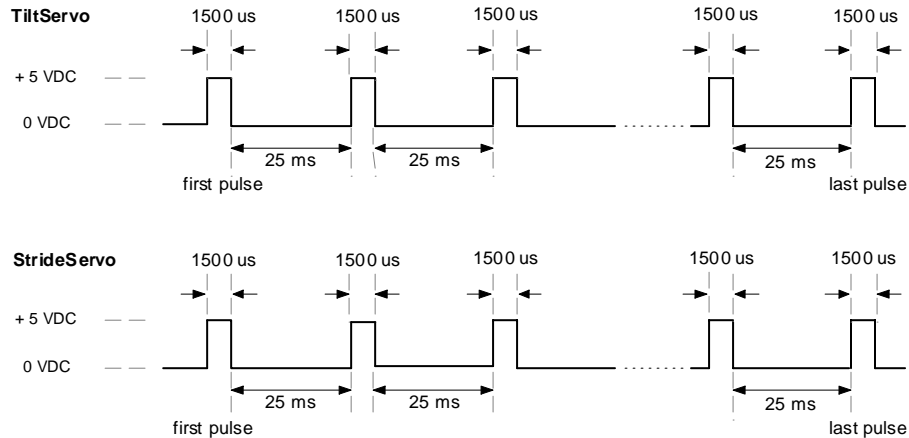 TiltServo 1500 us 1500 us 1500 us 1500 us 1500 us
+ 5 VDC
0 VDC
25 ms 25 ms 25 ms
first pulse last pulse
StrideServo 1500 us 1500 us 1500 us 1500 us 1500 us
+ 5 VDC
0 VDC
25 ms 25 ms 25 ms
first pulse last pulse